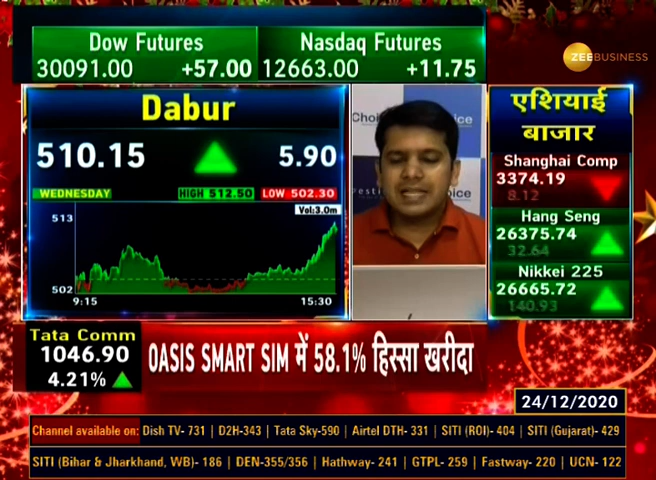 Dow Futures
30091.00 +57.00
Nasdaq Futures
12663.00 +11.75
ZEEBUSINESS
Dabur
510.15 5.90
WEDNESDAY HIGH 512.50 LOW 502.30
Vol:3.0m
513
502
9:15 15:30
Choice
एशियाई
बाजार
Shanghai Comp
3374.19
8.12
Hang Seng
26375.74
32.64
Nikkei 225
26665.72
140.93
Tata Comm
1046.90
4.21%
OASIS SMART SIM में 58.1% हिस्सा खरीदा
24/12/2020
Channel available on: Dish TV- 731 | D2H-343 | Tata Sky-590 | Airtel DTH- 331 | SITI (ROI)- 404 | SITI (Gujarat)- 429
SITI (Bihar & Jharkhand, WB)- 186 | DEN-355/356 | Hathway- 241 | GTPL- 259 | Fastway- 220 | UCN- 122